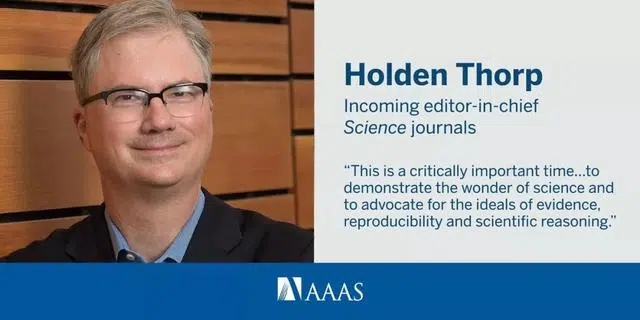 Holden Thorp
Incoming editor-in-chief
Science journals
“This is a critically important time...to
demonstrate the wonder of science and
to advocate for the ideals of evidence,
reproducibility and scientific reasoning.”
AAAS